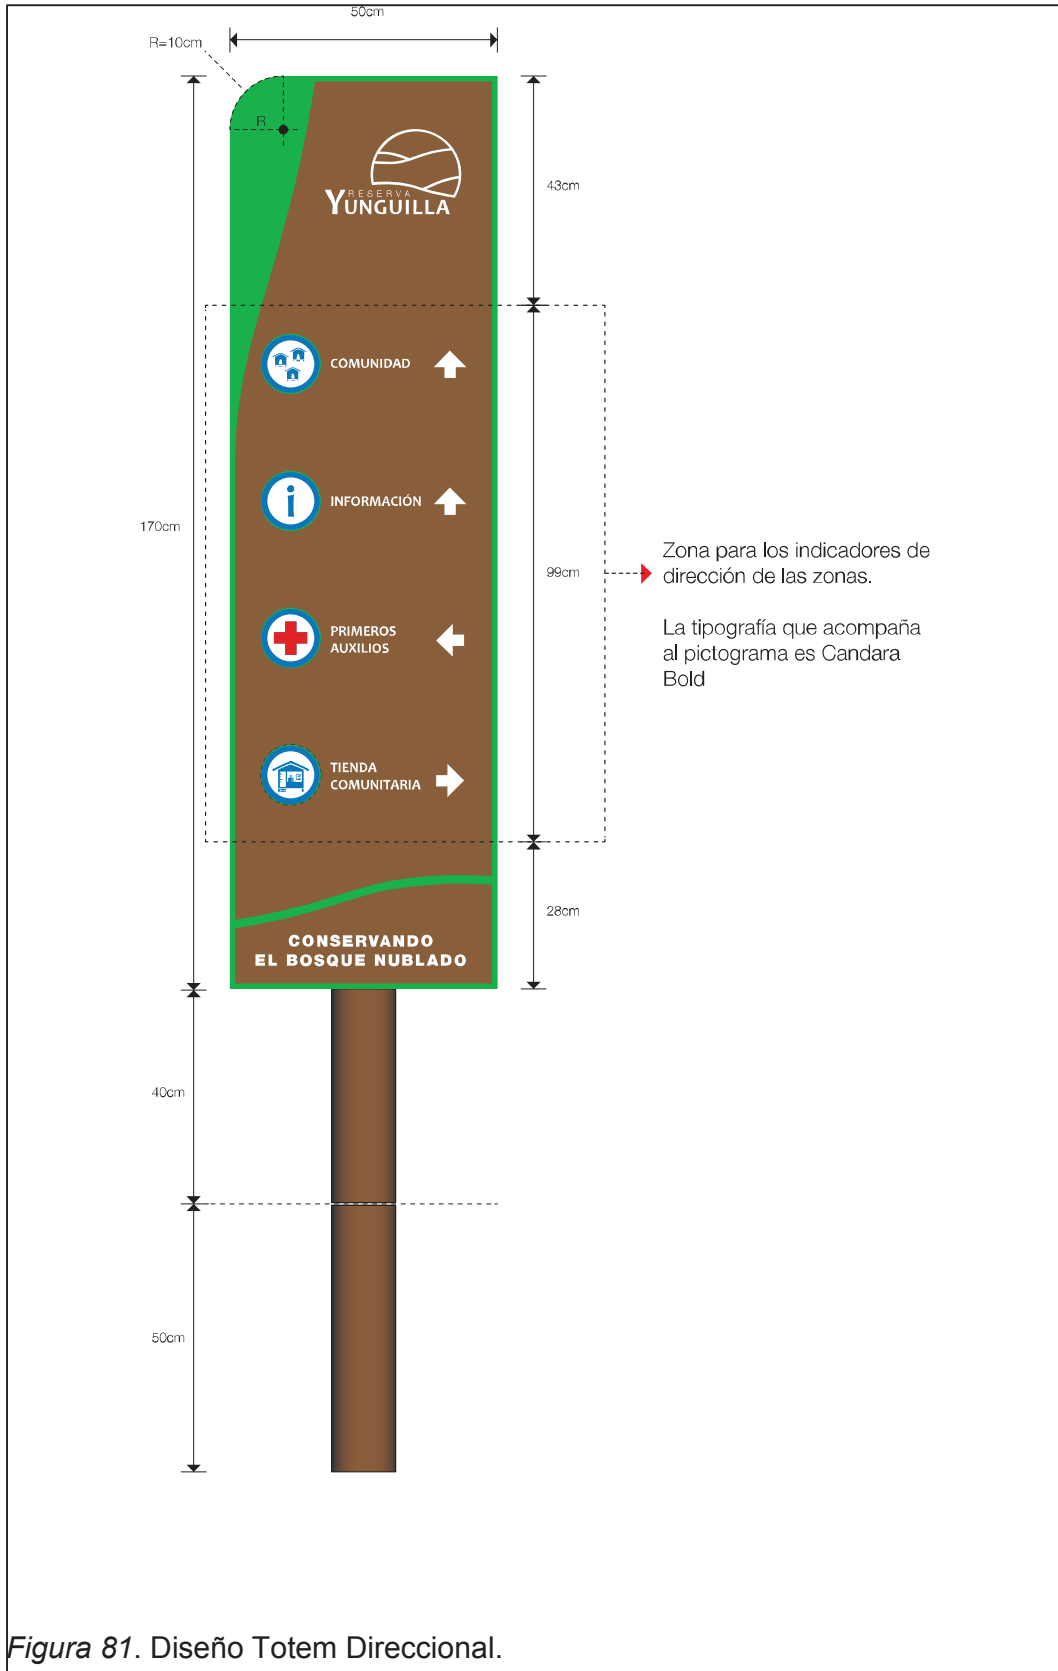 50cm
R=10cm
R
RESERVA
YUNGUILLA
43cm
COMUNIDAD
INFORMACIÓN
170cm
99cm
Zona para los indicadores de
dirección de las zonas.
La tipografía que acompaña
al pictograma es Candara
Bold
PRIMEROS
AUXILIOS
TIENDA
COMUNITARIA
28cm
CONSERVANDO
EL BOSQUE NUBLADO
40cm
50cm
Figura 81. Diseño Totem Direccional.